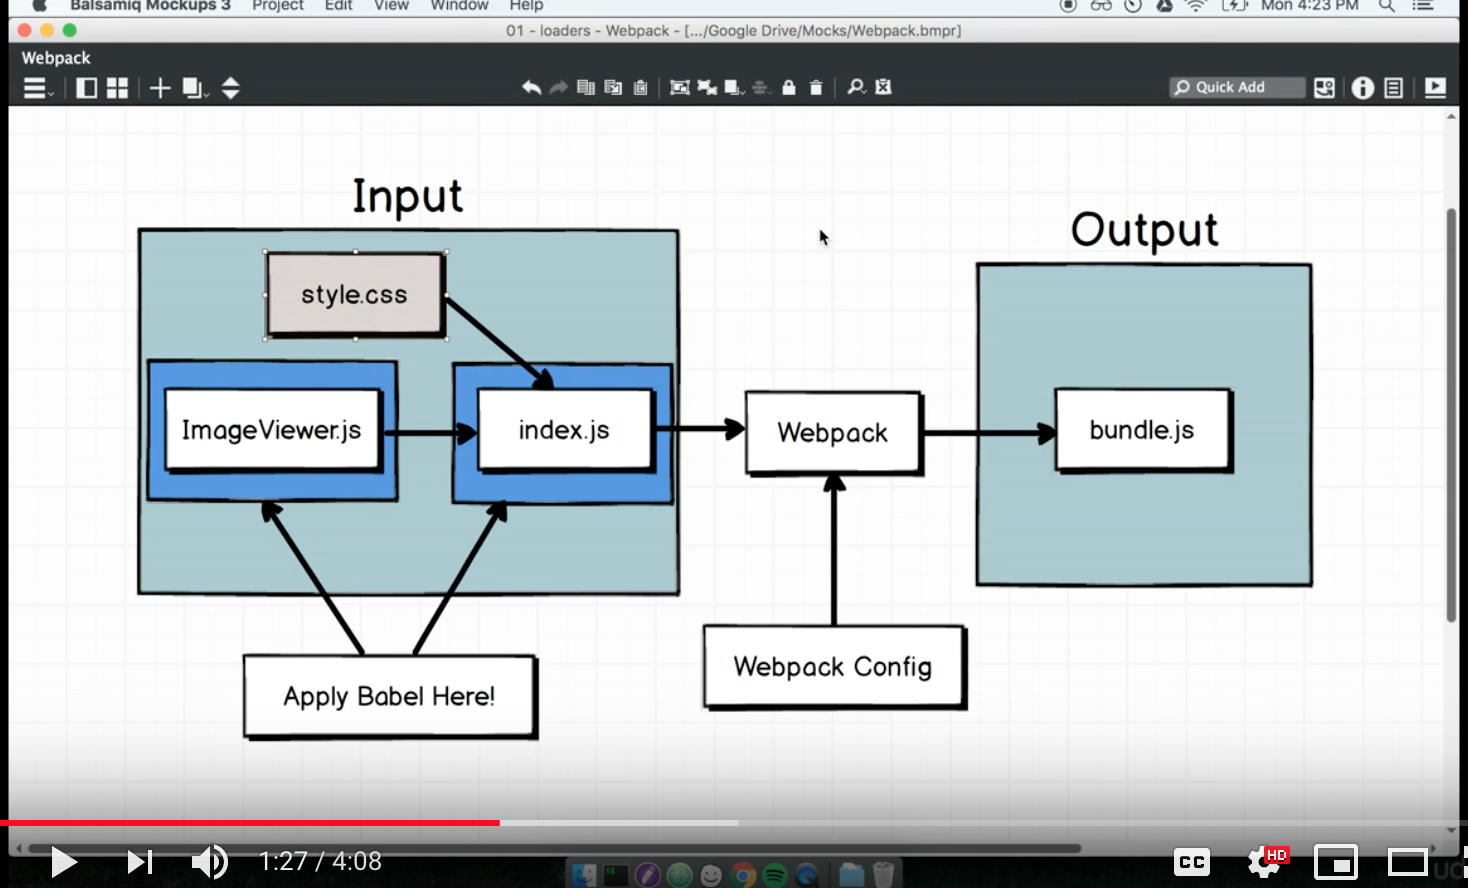 Balsamiq Mockups 3 Project Edit View Window Help Mon 4:23 PM
01 - loaders - Webpack - [.../Google Drive/Mocks/Webpack.bmpr]
Webpack
Quick Add
Input
Output
style.css
ImageViewer.js
index.js
Webpack
bundle.js
Webpack Config
Apply Babel Here!
1:27 / 4:08
CC
HD